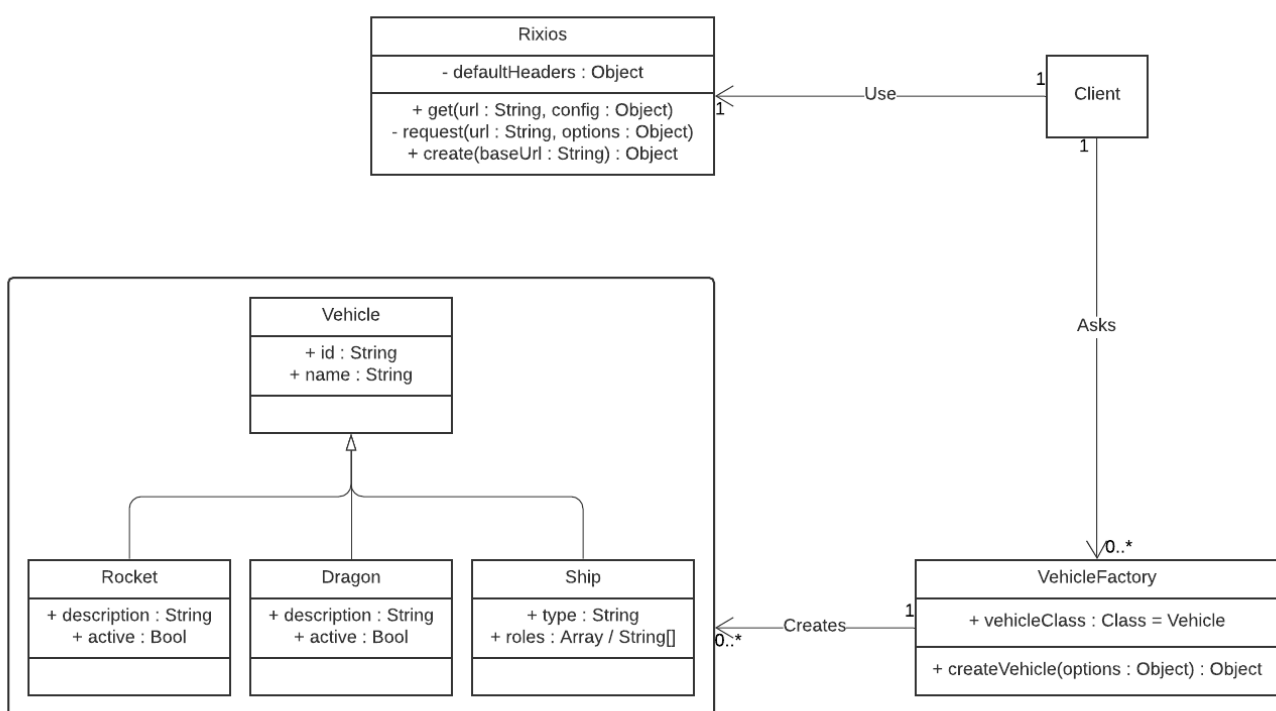 Rixios
- defaultHeaders : Object
+ get(url : String, config : Object)
- request(url : String, options : Object)
+ create(baseUrl : String) : Object
1
Use
1
Client
1
Asks
0..*
Vehicle
+ id : String
+ name : String
Rocket
+ description : String
+ active : Bool
Dragon
+ description : String
+ active : Bool
Ship
+ type : String
+ roles : Array / String[]
0..*
Creates
1
VehicleFactory
+ vehicleClass : Class = Vehicle
+ createVehicle(options : Object) : Object